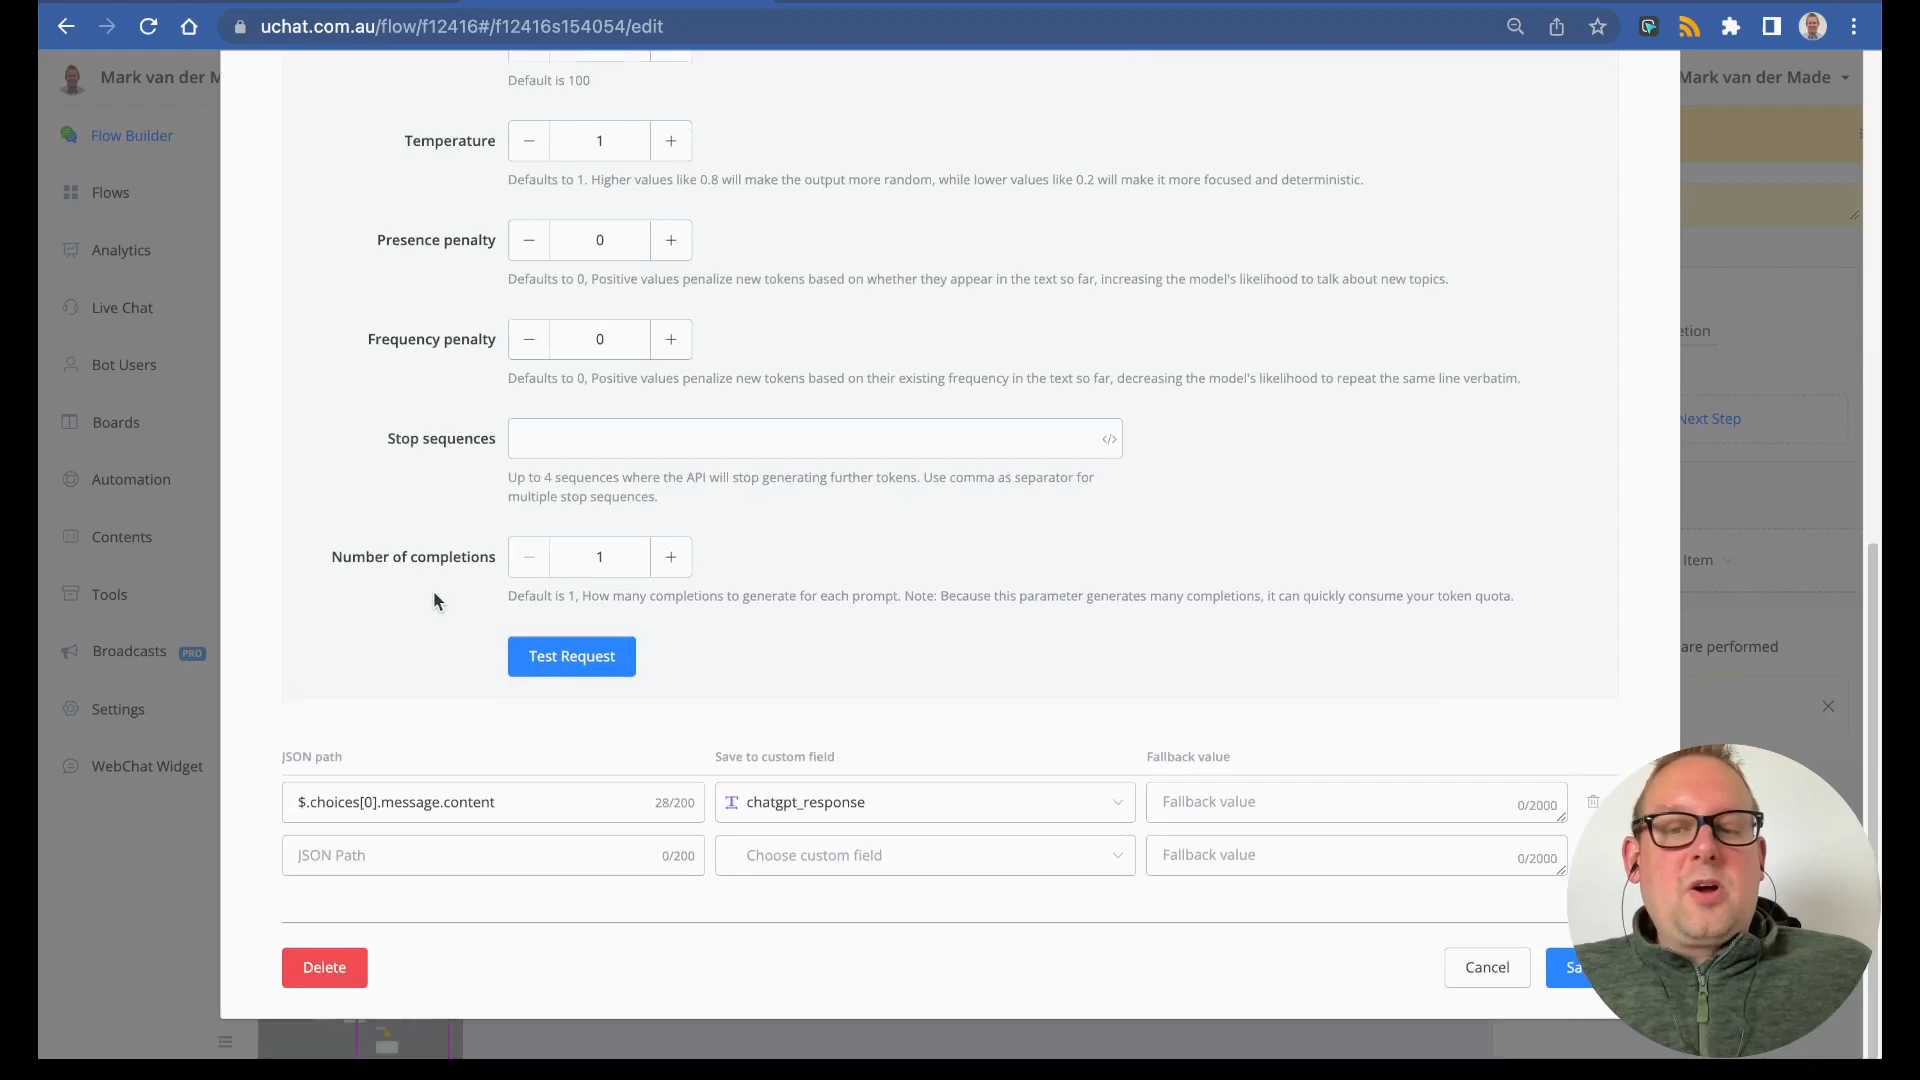 uchat.com.au/flow/f12416#/f12416s154054/edit
Mark van der M
Mark van der Made
Flow Builder
Flows
Analytics
Live Chat
Bot Users
Boards
Automation
Contents
Tools
Broadcasts PRO
Settings
WebChat Widget
Default is 100
Temperature
1
Defaults to 1. Higher values like 0.8 will make the output more random, while lower values like 0.2 will make it more focused and deterministic.
Presence penalty
0
Defaults to 0, Positive values penalize new tokens based on whether they appear in the text so far, increasing the model's likelihood to talk about new topics.
Frequency penalty
0
Defaults to 0, Positive values penalize new tokens based on their existing frequency in the text so far, decreasing the model's likelihood to repeat the same line verbatim.
Stop sequences
</>
Up to 4 sequences where the API will stop generating further tokens. Use comma as separator for
multiple stop sequences.
Number of completions
1
Default is 1, How many completions to generate for each prompt. Note: Because this parameter generates many completions, it can quickly consume your token quota.
Test Request
JSON path
Save to custom field
Fallback value
$.choices[0].message.content
28/200
chatgpt_response
Fallback value
0/2000
JSON Path
0/200
Choose custom field
Fallback value
0/2000
Delete
Cancel
Sa
etion
Next Step
Item
are performed